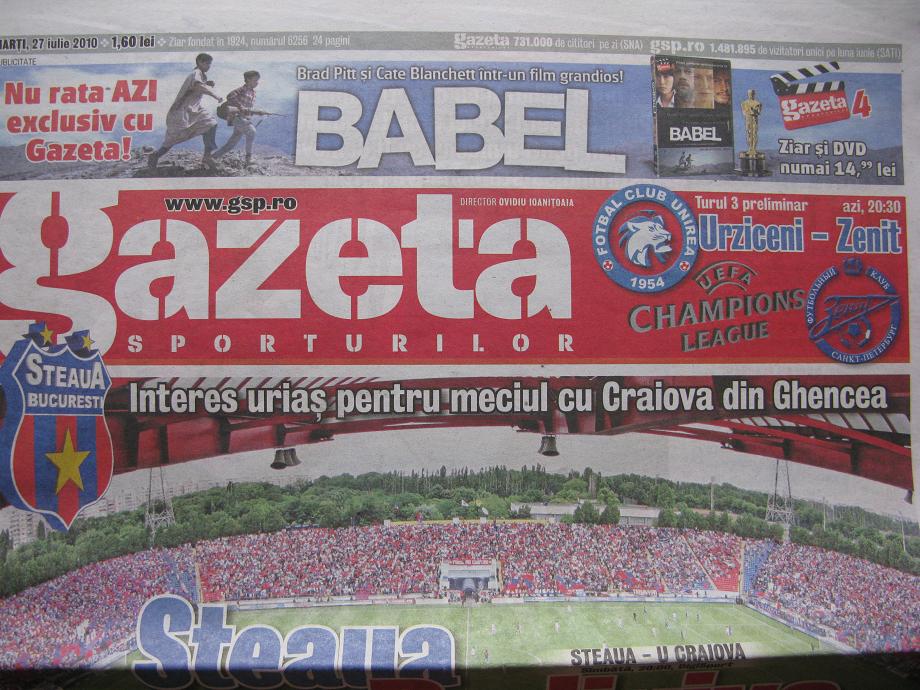 MARȚI, 27 iulie 2010 ✧ 1,60 lei ✧ Ziar fondat în 1924, numărul 6256 24 pagini
gazeta 731.000 de cititori pe zi (SNA) gsp.ro 1.481.895 de vizitatori unici pe luna iunie (SATI)
PUBLICITATE
Nu rata AZI
exclusiv cu
Gazeta!
Brad Pitt și Cate Blanchett într-un film grandios!
BABEL
BABEL
gazeta 4
SPORTURILOR
Ziar și DVD
numai 14,99 lei
www.gsp.ro
DIRECTOR OVIDIU IOANIȚOAIA
gazeta
SPORTURILOR
FOTBAL CLUB UNIREA
1954
Turul 3 preliminar azi, 20:30
Urziceni – Zenit
UEFA
CHAMPIONS
LEAGUE
ФУТБОЛЬНЫЙ КЛУБ
Зенит
САНКТ-ПЕТЕРБУРГ
STEAUA
BUCUREȘTI
Interes uriaș pentru meciul cu Craiova din Ghencea
Steaua
STEAUA – U CRAIOVA
Sâmbătă, 20:00, DigiSport